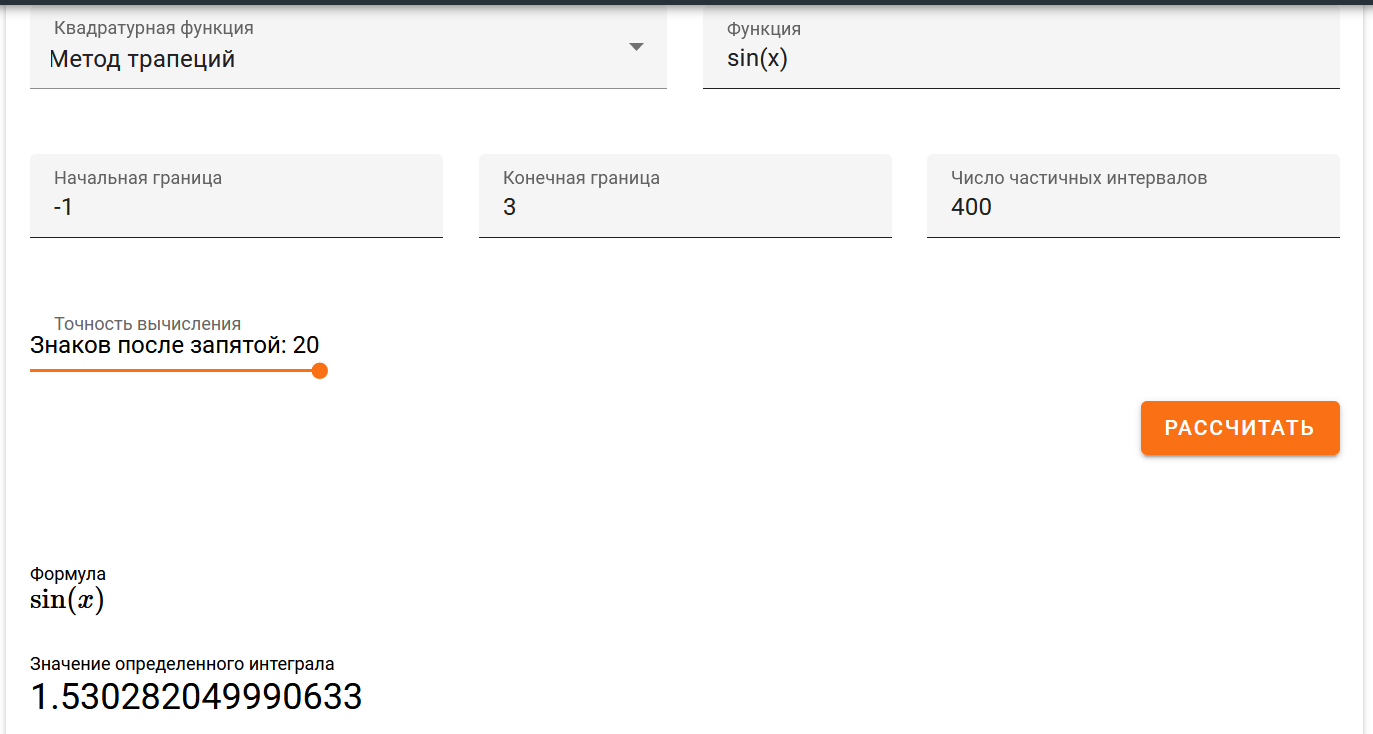 Квадратурная функция
Метод трапеций
Функция
sin(x)
Начальная граница
-1
Конечная граница
3
Число частичных интервалов
400
Точность вычисления
Знаков после запятой: 20
РАССЧИТАТЬ
Формула
sin(x)
Значение определенного интеграла
1.530282049990633